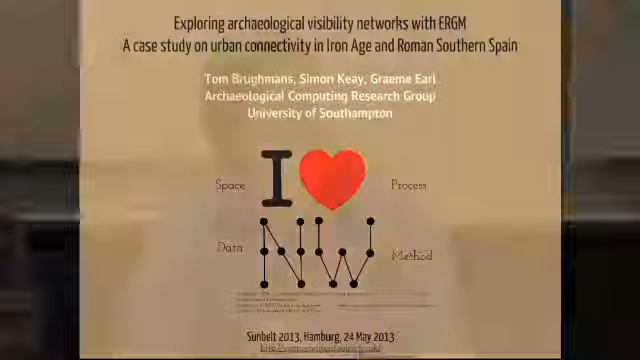 Exploring archaeological visibility networks with ERGM
A case study on urban connectivity in Iron Age and Roman Southern Spain
Tom Brughmans, Simon Keay, Graeme Earl
Archaeological Computing Research Group
University of Southampton
I
Space Process
NW
Data Method
Sunbelt 2013, Hamburg, 24 May 2013